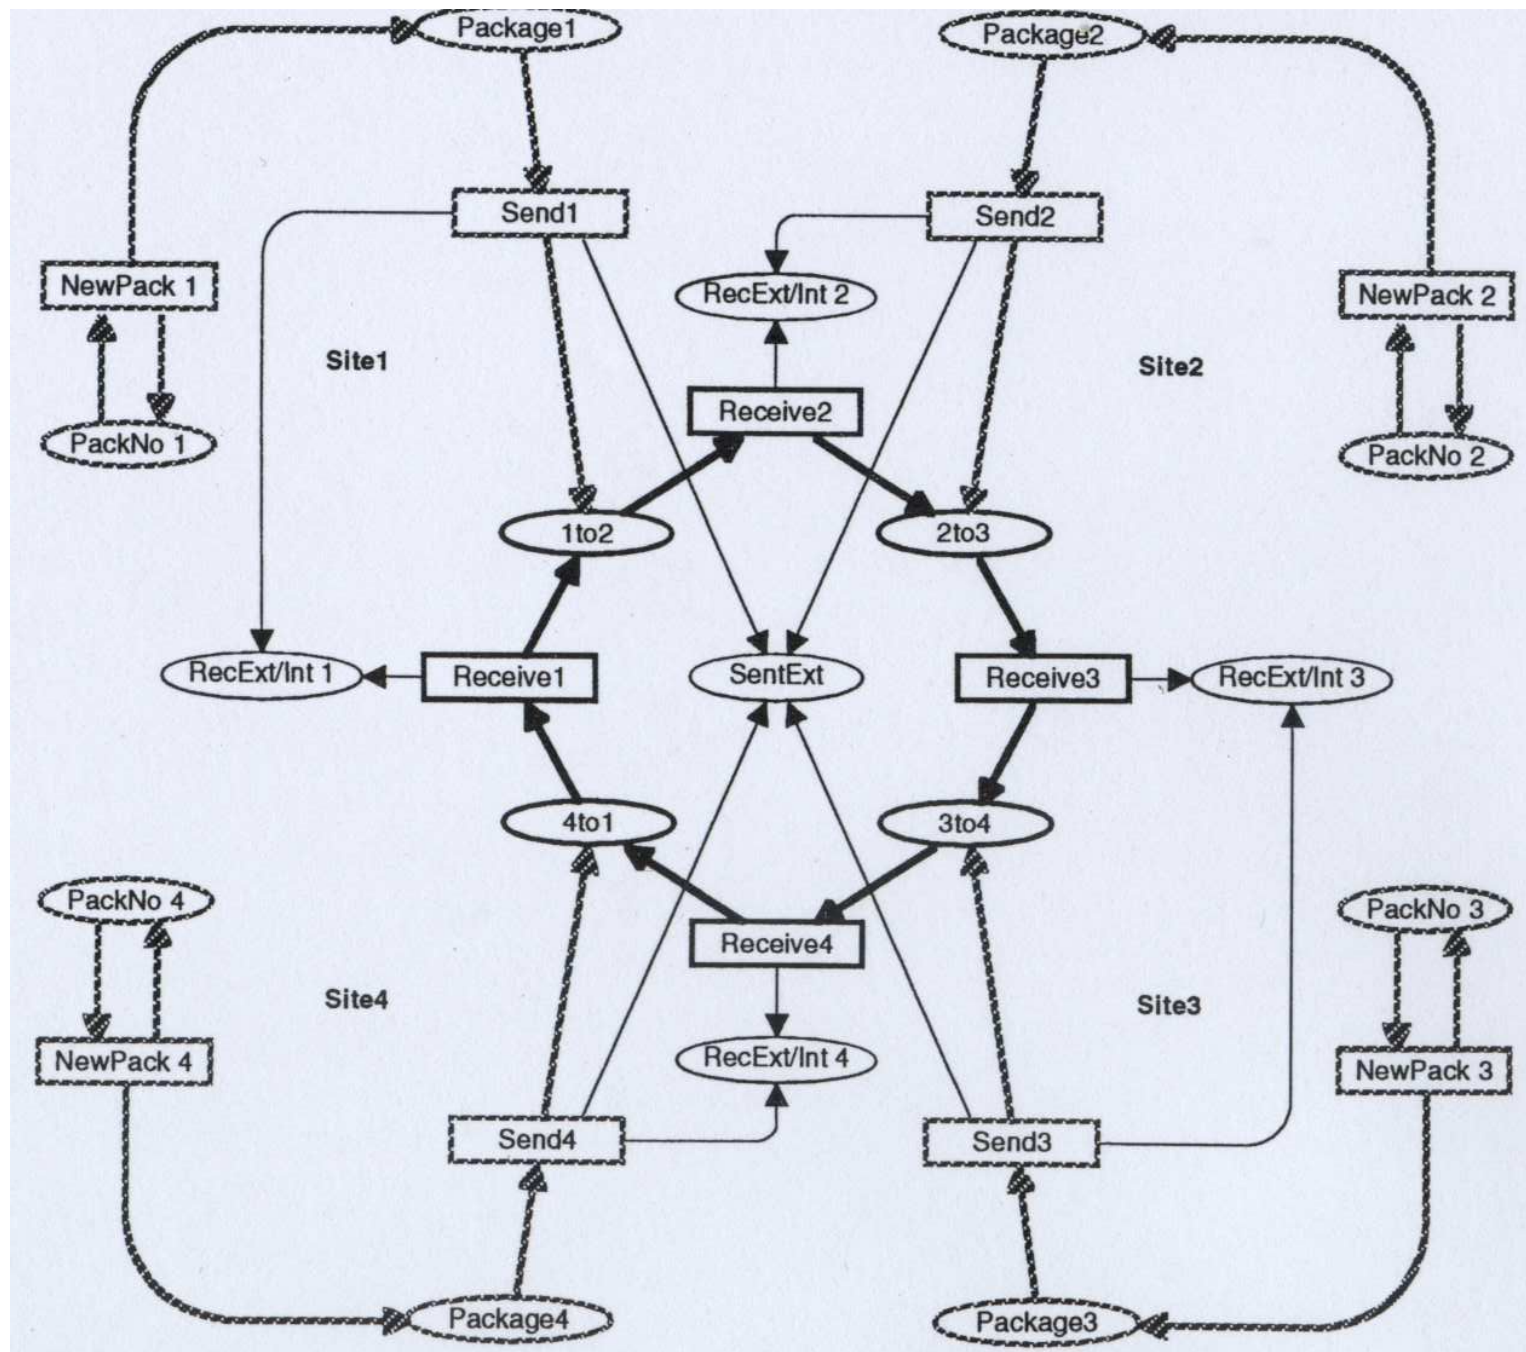 Package1
Package2
Send1
Send2
NewPack 1
RecExt/Int 2
NewPack 2
Site1
Site2
Receive2
PackNo 1
PackNo 2
1to2
2to3
RecExt/Int 1
Receive1
SentExt
Receive3
RecExt/Int 3
4to1
3to4
PackNo 4
PackNo 3
Receive4
Site4
Site3
NewPack 4
RecExt/Int 4
NewPack 3
Send4
Send3
Package4
Package3